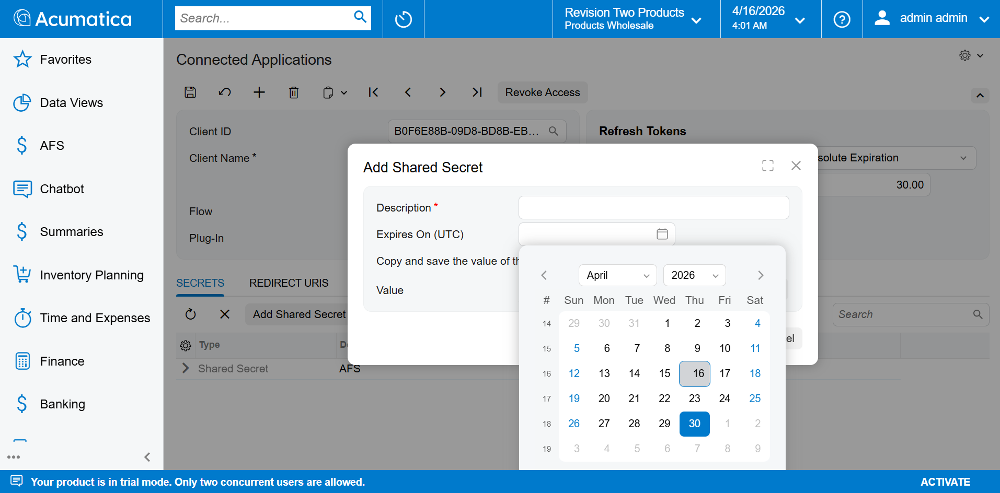 Acumatica
Search...
Revision Two Products
Products Wholesale
4/16/2026
4:01 AM
admin admin
Favorites
Data Views
AFS
Chatbot
Summaries
Inventory Planning
Time and Expenses
Finance
Banking
Connected Applications
Revoke Access
Client ID
B0F6E88B-09D8-BD8B-EB...
Client Name *
Flow
Plug-In
Refresh Tokens
solute Expiration
30.00
SECRETS
REDIRECT URIS
Add Shared Secret
Search
Type
Shared Secret
AFS
Add Shared Secret
Description *
Expires On (UTC)
Copy and save the value of th
Value
April
2026
# Sun Mon Tue Wed Thu Fri Sat
14 29 30 31 1 2 3 4
15 5 6 7 8 9 10 11
16 12 13 14 15 16 17 18
17 19 20 21 22 23 24 25
18 26 27 28 29 30 1 2
19 3 4 5 6 7 8 9
el
Your product is in trial mode. Only two concurrent users are allowed.
ACTIVATE